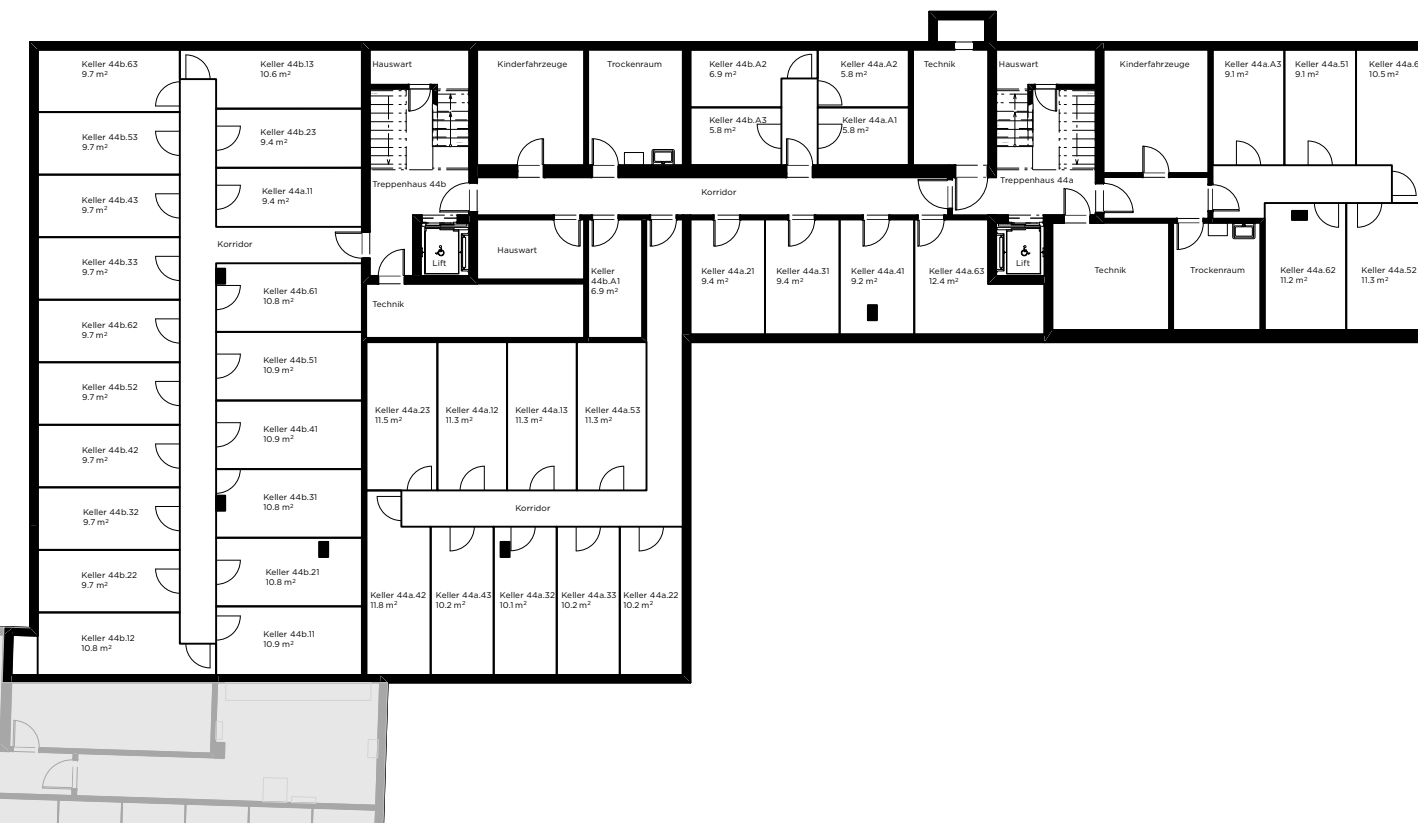 Keller 44b.63
9.7 m²
Keller 44b.13
10.6 m²
Hauswart
Kinderfahrzeuge
Trockenraum
Keller 44b.A2
6.9 m²
Keller 44a.A2
5.8 m²
Technik
Hauswart
Kinderfahrzeuge
Keller 44a.A3
9.1 m²
Keller 44a.51
9.1 m²
Keller 44a.6
10.5 m²
Keller 44b.53
9.7 m²
Keller 44b.23
9.4 m²
Keller 44b.A3
5.8 m²
Keller 44a.A1
5.8 m²
Keller 44b.43
9.7 m²
Keller 44a.11
9.4 m²
Treppenhaus 44b
Korridor
Treppenhaus 44a
Keller 44b.33
9.7 m²
Korridor
Lift
Hauswart
Keller
44b.A1
6.9 m²
Keller 44a.21
9.4 m²
Keller 44a.31
9.4 m²
Keller 44a.41
9.2 m²
Keller 44a.63
12.4 m²
Lift
Technik
Trockenraum
Keller 44a.62
11.2 m²
Keller 44a.52
11.3 m²
Keller 44b.61
10.8 m²
Technik
Keller 44b.62
9.7 m²
Keller 44b.51
10.9 m²
Keller 44b.52
9.7 m²
Keller 44b.41
10.9 m²
Keller 44a.23
11.5 m²
Keller 44a.12
11.3 m²
Keller 44a.13
11.3 m²
Keller 44a.53
11.3 m²
Keller 44b.42
9.7 m²
Keller 44b.31
10.8 m²
Korridor
Keller 44b.32
9.7 m²
Keller 44b.22
9.7 m²
Keller 44b.21
10.8 m²
Keller 44a.42
11.8 m²
Keller 44a.43
10.2 m²
Keller 44a.32
10.1 m²
Keller 44a.33
10.2 m²
Keller 44a.22
10.2 m²
Keller 44b.12
10.8 m²
Keller 44b.11
10.9 m²